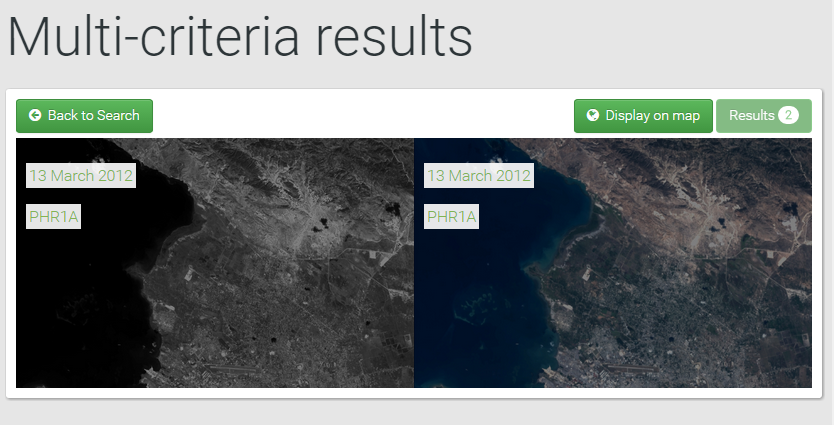 Multi-criteria results
Back to Search
Display on map
Results 2
13 March 2012
13 March 2012
PHR1A
PHR1A